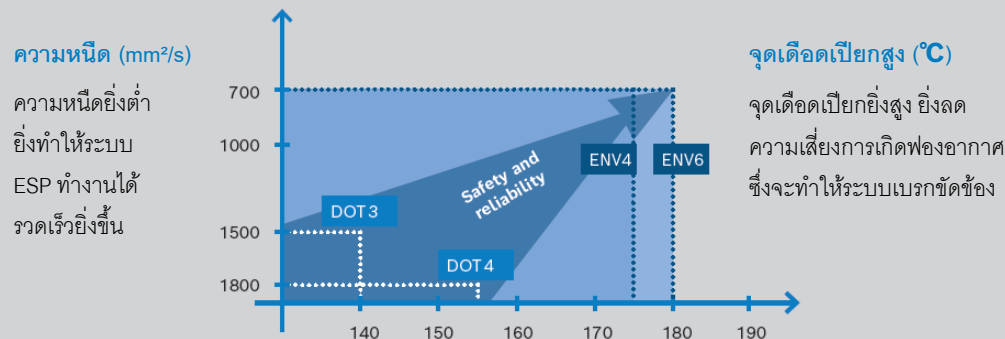 ความหนืด (mm²/s)
ความหนืดยิ่งต่ำ
ยิ่งทำให้ระบบ
ESP ทำงานได้
รวดเร็วยิ่งขึ้น
700
1000
1500
1800
DOT 3
DOT 4
Safety and
reliability
ENV4
ENV6
140
150
160
170
180
190
จุดเดือดเปียกสูง (°C)
จุดเดือดเปียกยิ่งสูง ยิ่งลด
ความเสี่ยงการเกิดฟองอากาศ
ซึ่งจะทำให้ระบบเบรกขัดข้อง